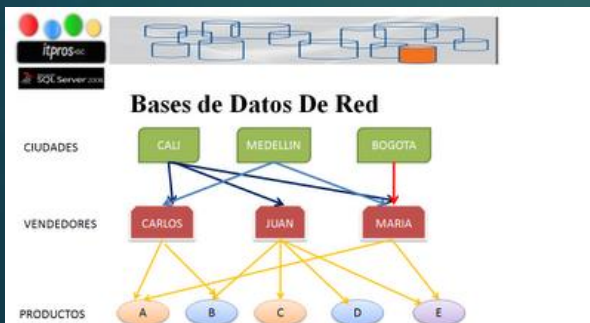 itpros
SQL Server 2008
Bases de Datos De Red
CIUDADES
CALI
MEDELLIN
BOGOTA
VENDEDORES
CARLOS
JUAN
MARIA
PRODUCTOS
A
B
C
D
E